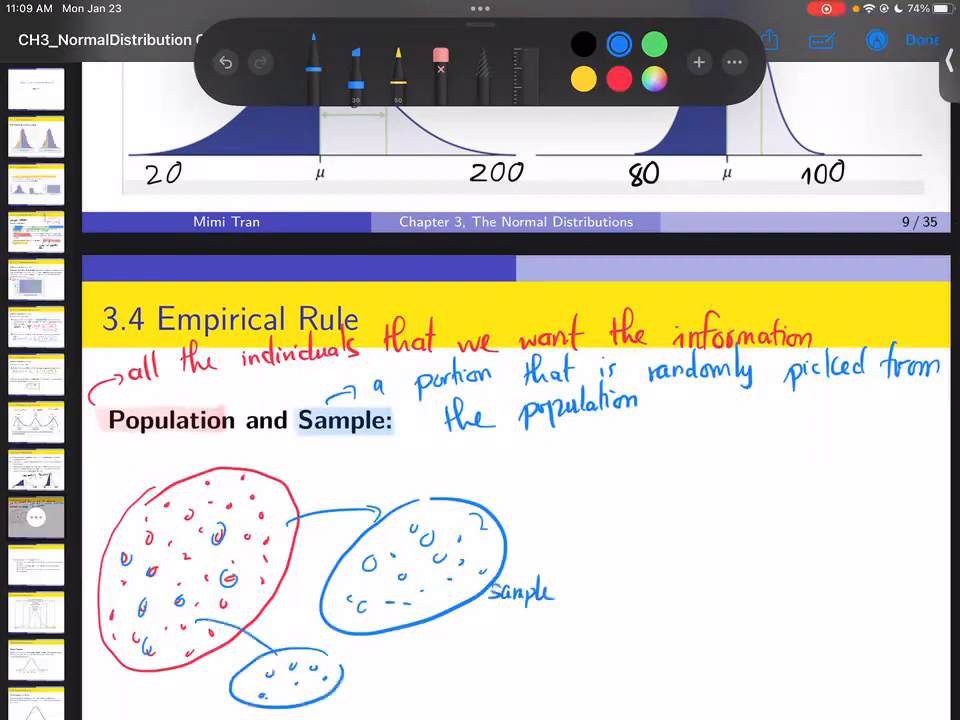 11:09 AM Mon Jan 23
74%
CH3_NormalDistribution
Done
30
50
20
μ
200
80
μ
100
Mimi Tran
Chapter 3, The Normal Distributions
9 / 35
3.4 Empirical Rule
all the individuals that we want the information
a portion that is randomly picked from
the population
Population and Sample:
sample